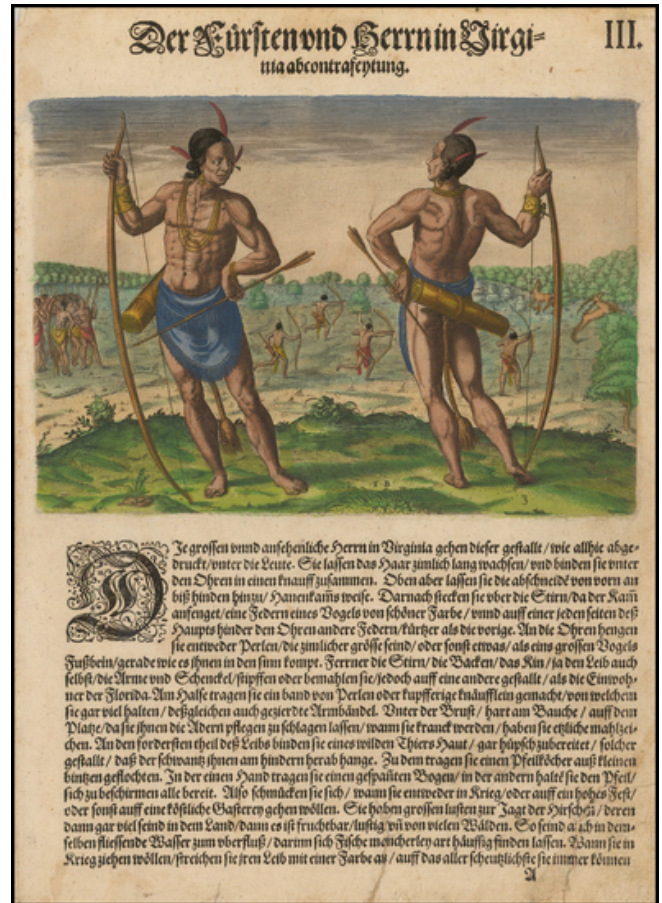 Der Fürsten vnd Herrn in Virgi=
nia abcontrafeytung.
III.
T B
3
DJe grossen vnnd ansehenliche Herrn in Virginia gehen dieser gestallt / wie allhie abge-
druckt / vnter die Leute. Sie lassen das Haar zimlich lang wachsen / vnd binden sie vnter
den Ohren in einen knauff zusammen. Oben aber lassen sie die abschneidē von vorn an
biß hinden hinzu / Hanenkams weise. Darnach stecken sie vber die Stirn / da der Kam̄
anfenget / eine Federn eines Vogels von schöner Farbe / vnnd auff einer jeden seiten deß
Haupts hinder den Ohren andere Federn / kürtzer als die vorige. An die Ohren hengen
sie entweder Perlen / die zimlicher grösse seind / oder sonst etwas / als eins grossen Vogels
Fußbein / gerade wie es jhnen in den sinn kompt. Ferrner die Stirn / die Backen / das Kin / ja den Leib auch
selbst / die Arme vnd Schenckel / stipffen oder bemahlen sie / jedoch auff eine andere gestallt / als die Einwoh-
ner der Florida. Am Halse tragen sie ein band von Perlen oder kupfferige knäufflein gemacht / von welchem
sie gar viel halten / deßgleichen auch gezierdte Armbändel. Vnter der Brust / hart am Bauche / auff dem
Platze / da sie jhnen die Adern pflegen zu schlagen lassen / wann sie kranck werden / haben sie etzliche mahlzei-
chen. An den fordersten theil deß Leibs binden sie eines wilden Thiers Haut / gar hüpsch zubereitet / solcher
gestallt / daß der schwantz jhnen am hindern herab hange. Zu dem tragen sie einen Pfeilköcher auß kleinen
bintzen geflochten. In der einen Hand tragen sie einen gespañten Bogen / in der andern haltē sie den Pfeil /
sich zu beschirmen alle bereit. Also schmücken sie sich / wann sie entweder in Krieg / oder auff ein hohes Fest /
oder sonst auff eine köstliche Gasterey gehen wöllen. Sie haben grossen lusten zur Jagt der Hirschen / deren
dann gar viel seind in dem Land / dann es ist fruchtbar / lustig vn̄ von vielen Wälden. So seind auch in dem-
selben fliessende Wasser zum vberfluß / darinn sich Fische mancherley art häuffig finden lassen. Wann sie in
Krieg ziehen wöllen / streichen sie jren Leib mit einer Farbe an / auff das aller scheutzlichste sie immer können
A